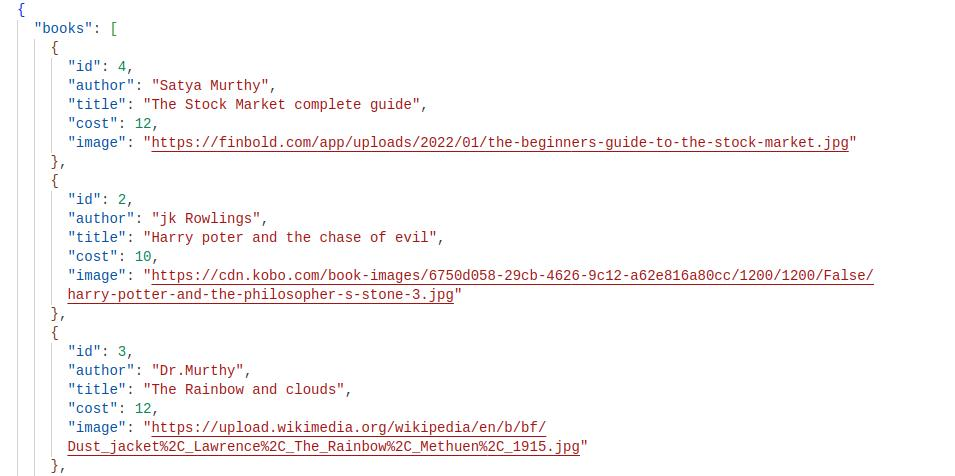 {
"books": [
{
"id": 4,
"author": "Satya Murthy",
"title": "The Stock Market complete guide",
"cost": 12,
"image": "https://finbold.com/app/uploads/2022/01/the-beginners-guide-to-the-stock-market.jpg"
},
{
"id": 2,
"author": "jk Rowlings",
"title": "Harry poter and the chase of evil",
"cost": 10,
"image": "https://cdn.kobo.com/book-images/6750d058-29cb-4626-9c12-a62e816a80cc/1200/1200/False/
harry-potter-and-the-philosopher-s-stone-3.jpg"
},
{
"id": 3,
"author": "Dr.Murthy",
"title": "The Rainbow and clouds",
"cost": 12,
"image": "https://upload.wikimedia.org/wikipedia/en/b/bf/
Dust_jacket%2C_Lawrence%2C_The_Rainbow%2C_Methuen%2C_1915.jpg"
},